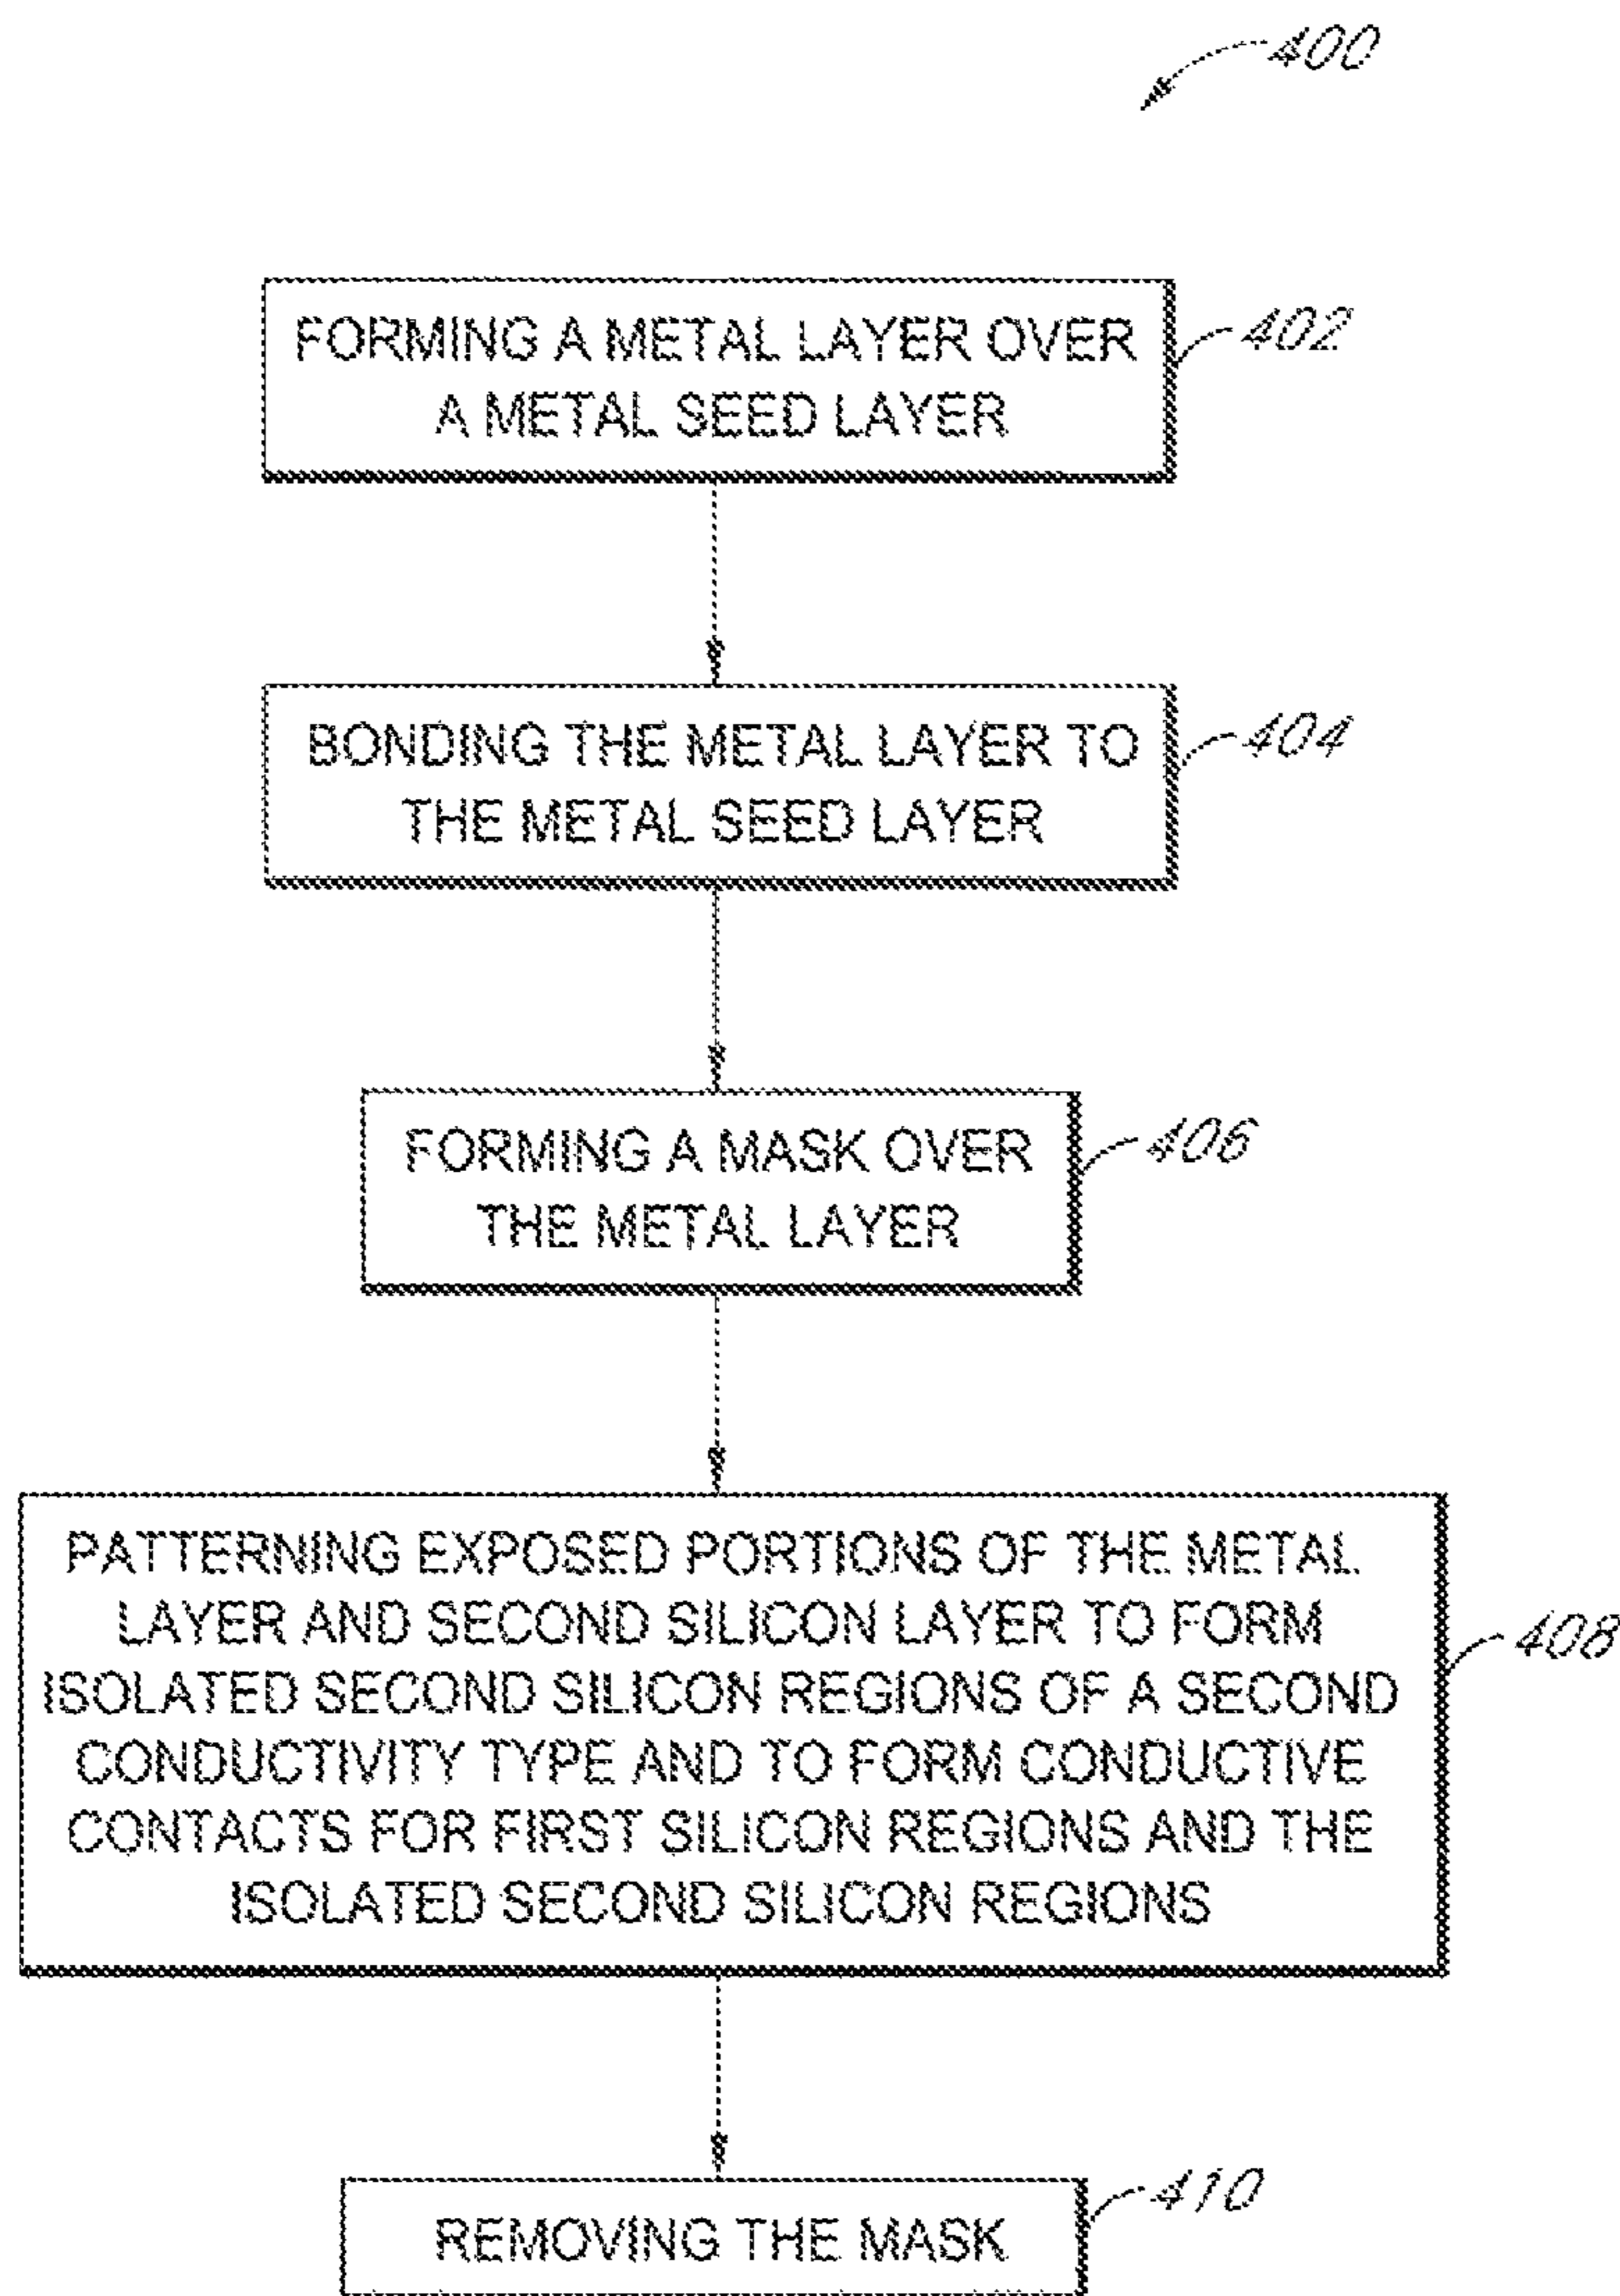 400
FORMING A METAL LAYER OVER
A METAL SEED LAYER
402
BONDING THE METAL LAYER TO
THE METAL SEED LAYER
404
FORMING A MASK OVER
THE METAL LAYER
406
PATTERNING EXPOSED PORTIONS OF THE METAL
LAYER AND SECOND SILICON LAYER TO FORM
ISOLATED SECOND SILICON REGIONS OF A SECOND
CONDUCTIVITY TYPE AND TO FORM CONDUCTIVE
CONTACTS FOR FIRST SILICON REGIONS AND THE
ISOLATED SECOND SILICON REGIONS
408
REMOVING THE MASK
410